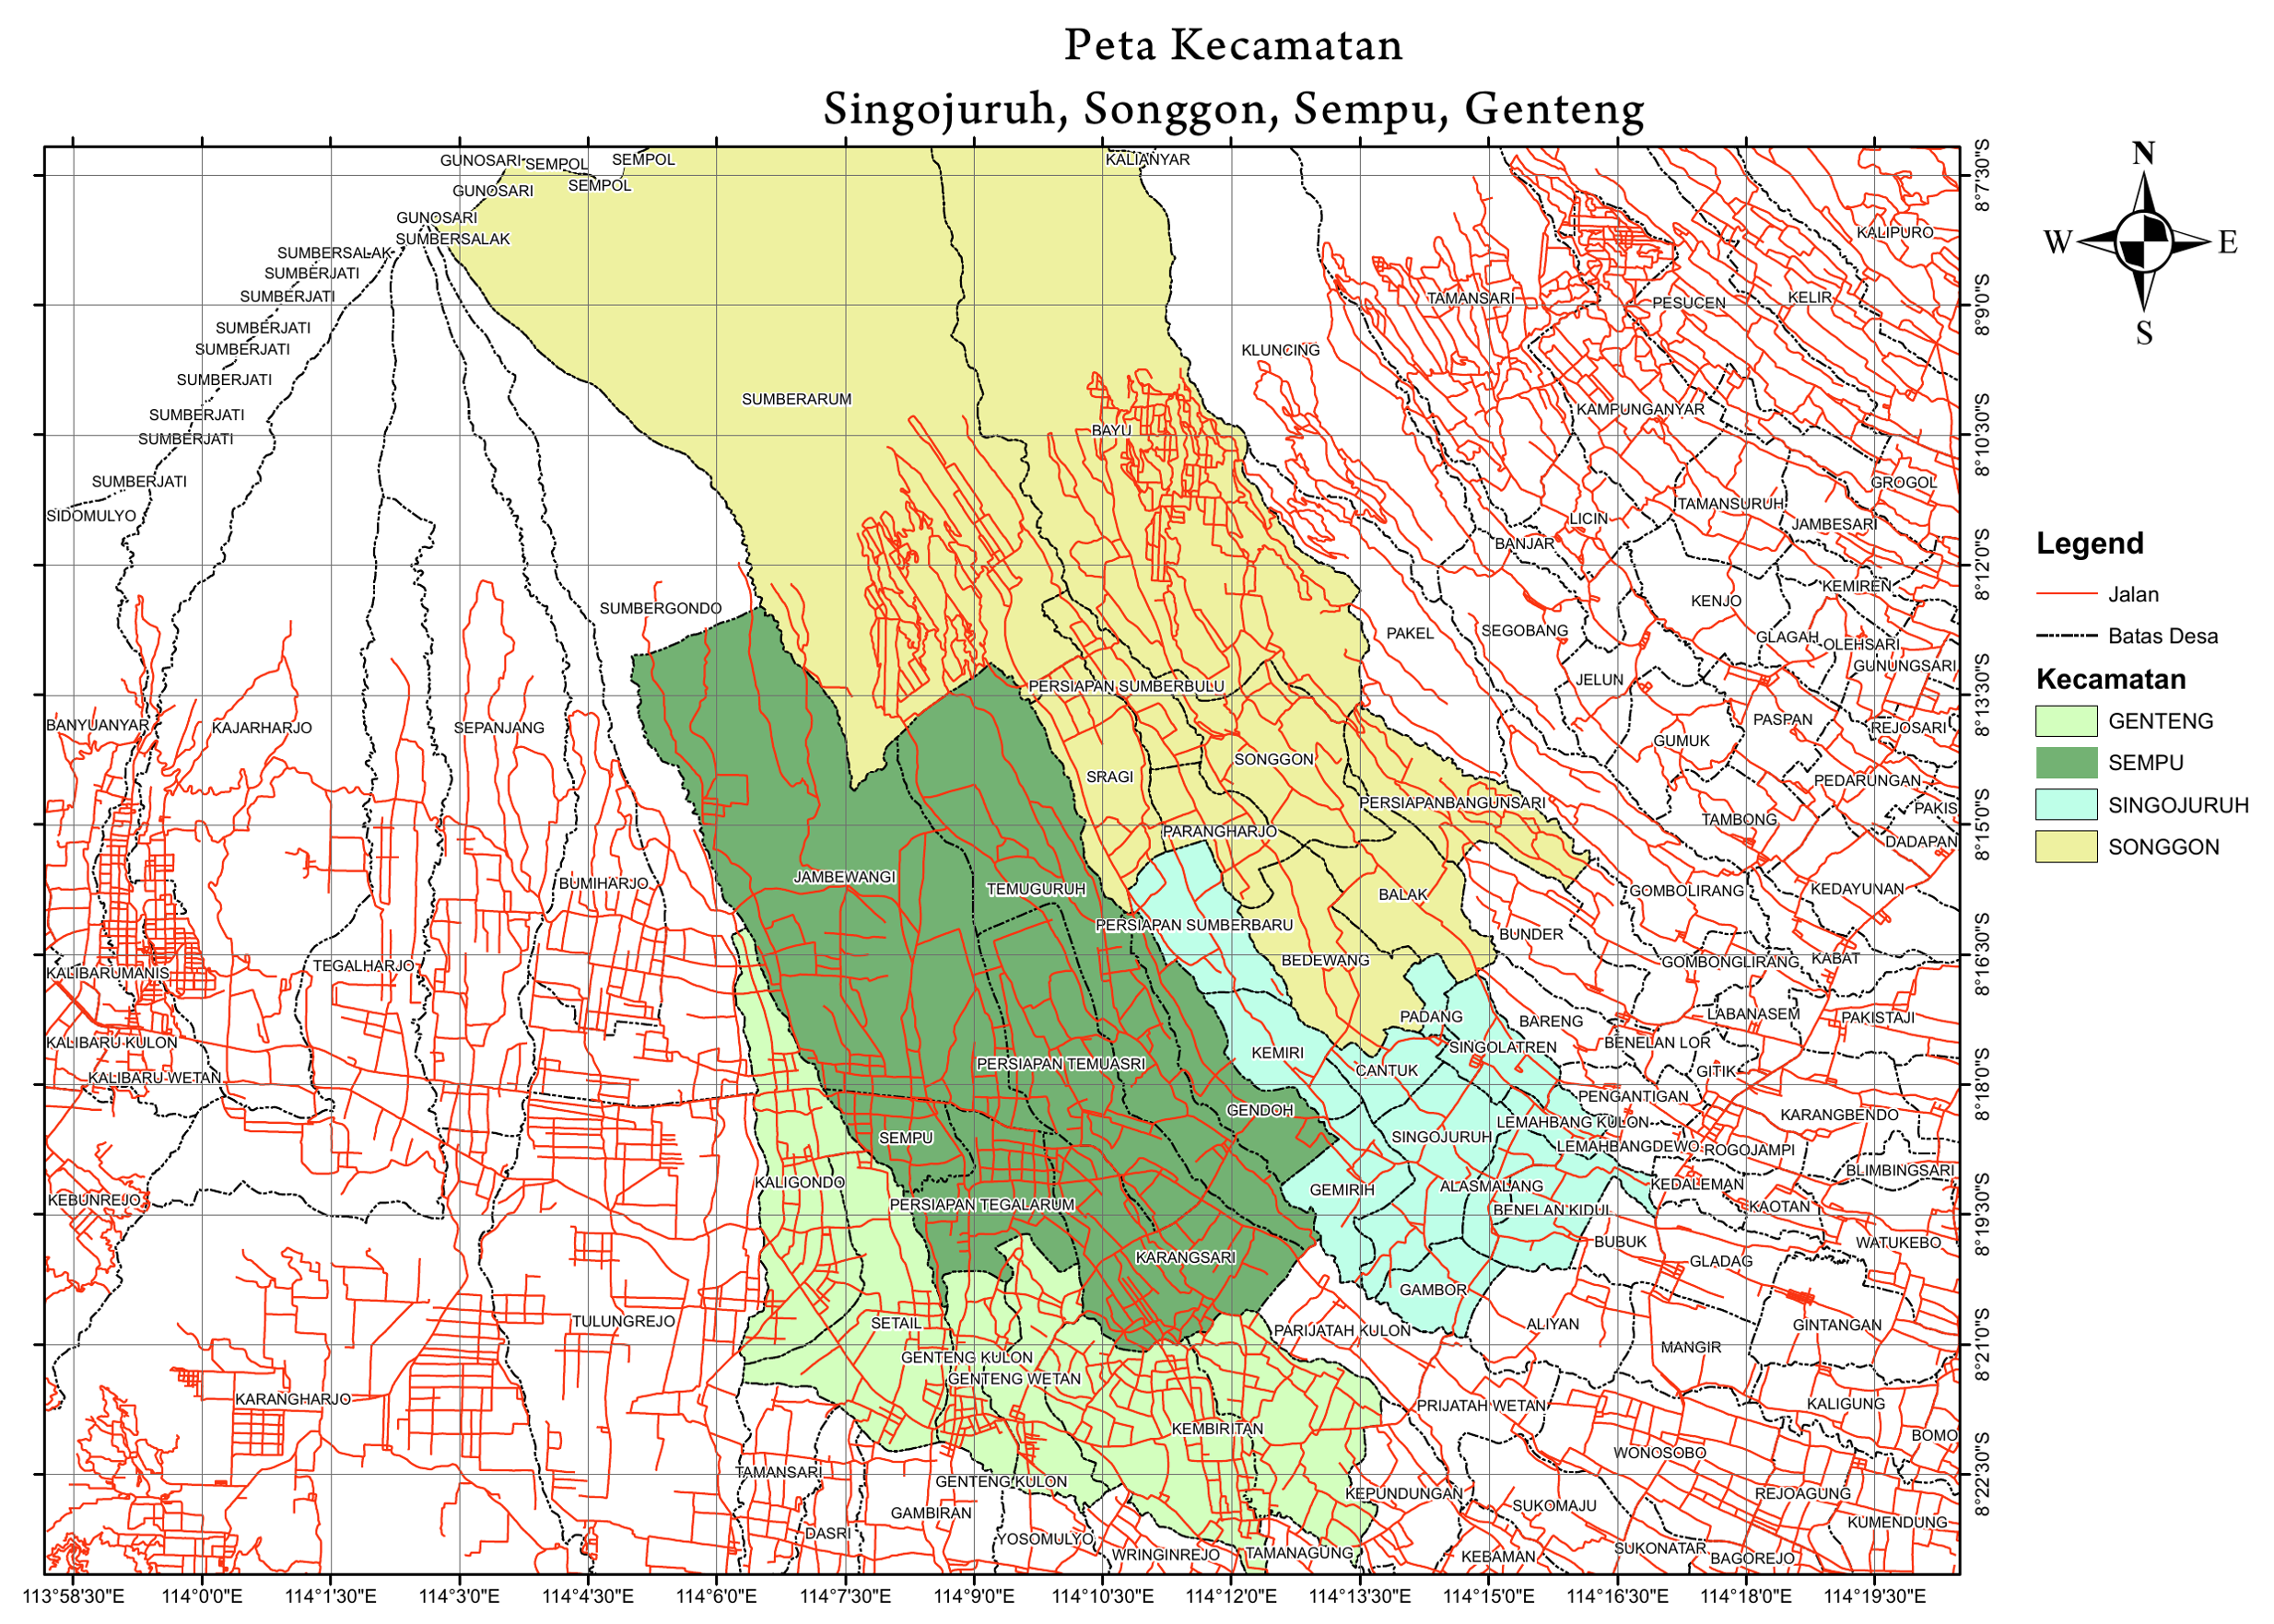 Peta Kecamatan
Singojuruh, Songgon, Sempu, Genteng
GUNOSARI
SEMPOL
SEMPOL
SEMPOL
KALIANYAR
GUNOSARI
GUNOSARI
SUMBERSALAK
SUMBERSALAK
SUMBERJATI
SUMBERJATI
SUMBERJATI
SUMBERJATI
SUMBERJATI
SUMBERJATI
SUMBERJATI
SUMBERJATI
SIDOMULYO
KALIPURO
TAMANSARI
PESUCEN
KELIR
KLUNCING
SUMBERARUM
KAMPUNGANYAR
BAYU
GROGOL
TAMANSURUH
LICIN
JAMBESARI
BANJAR
KEMIREN
SUMBERGONDO
KENJO
PAKEL
SEGOBANG
GLAGAH
OLEHSARI
GUNUNGSARI
JELUN
PERSIAPAN SUMBERBULU
BANYUANYAR
KAJARHARJO
SEPANJANG
PASPAN
REJOSARI
GUMUK
SONGGON
SRAGI
PEDARUNGAN
PERSIAPANBANGUNSARI
PAKIS
TAMBONG
PARANGHARJO
DADAPAN
JAMBEWANGI
BUMIHARJO
TEMUGURUH
BALAK
GOMBOLIRANG
KEDAYUNAN
PERSIAPAN SUMBERBARU
BUNDER
BEDEWANG
GOMBONGLIRANG
KABAT
TEGALHARJO
KALIBARUMANIS
PADANG
BARENG
LABANASEM
PAKISTAJI
KALIBARU KULON
KEMIRI
SINGOLATREN
BENELAN LOR
PERSIAPAN TEMUASRI
CANTUK
GITIK
KALIBARU WETAN
PENGANTIGAN
GENDOH
KARANGBENDO
LEMAHBANG KULON
SEMPU
SINGOJURUH
LEMAHBANGDEWO
ROGOJAMPI
BLIMBINGSARI
KALIGONDO
GEMIRIH
ALASMALANG
KEDALEMAN
KEBUNREJO
PERSIAPAN TEGALARUM
BENELAN KIDUL
KAOTAN
BUBUK
WATUKEBO
KARANGSARI
GLADAG
GAMBOR
TULUNGREJO
SETAIL
PARIJATAH KULON
ALIYAN
GINTANGAN
MANGIR
GENTENG KULON
GENTENG WETAN
KARANGHARJO
PRIJATAH WETAN
KALIGUNG
KEMBIRITAN
BOMO
WONOSOBO
TAMANSARI
GENTENG KULON
KEPUNDUNGAN
REJOAGUNG
SUKOMAJU
GAMBIRAN
KUMENDUNG
DASRI
YOSOMULYO
WRINGINREJO
TAMANAGUNG
KEBAMAN
SUKONATAR
BAGOREJO
113°58'30"E
114°0'0"E
114°1'30"E
114°3'0"E
114°4'30"E
114°6'0"E
114°7'30"E
114°9'0"E
114°10'30"E
114°12'0"E
114°13'30"E
114°15'0"E
114°16'30"E
114°18'0"E
114°19'30"E
8°7'30"S
8°9'0"S
8°10'30"S
8°12'0"S
8°13'30"S
8°15'0"S
8°16'30"S
8°18'0"S
8°19'30"S
8°21'0"S
8°22'30"S
N
W
E
S
Legend
Jalan
Batas Desa
Kecamatan
GENTENG
SEMPU
SINGOJURUH
SONGGON